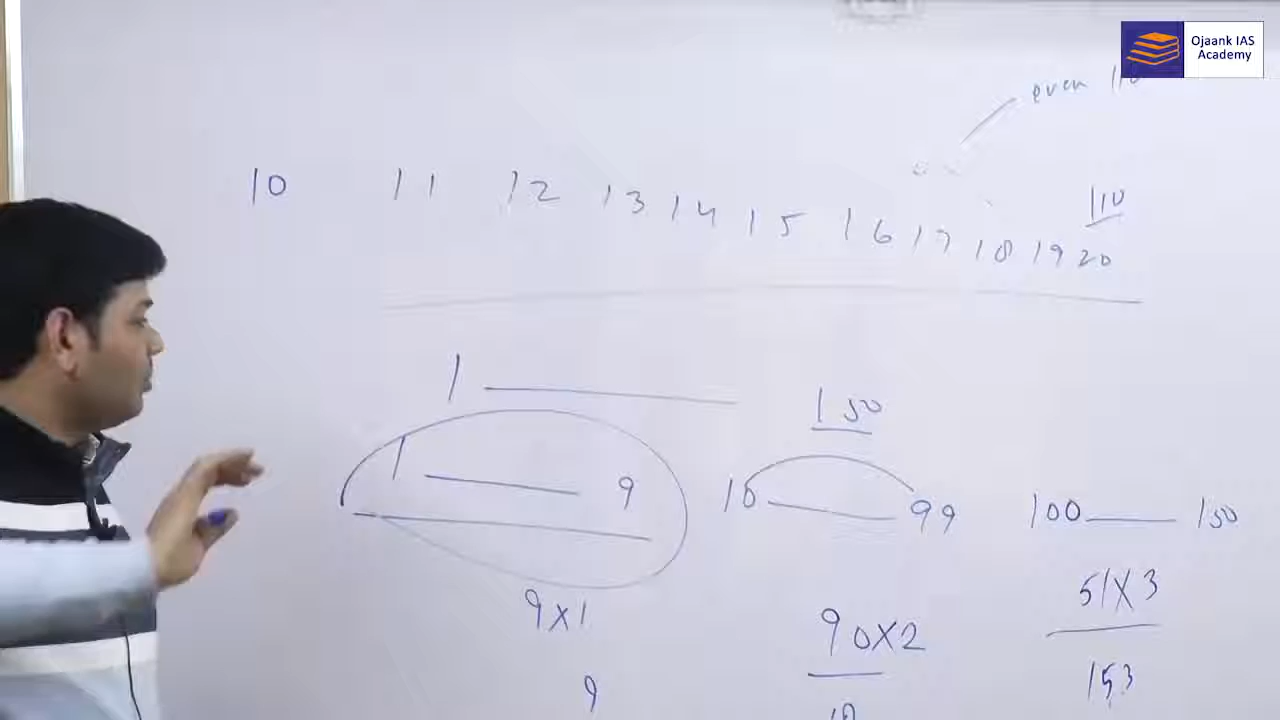 Ojaank IAS
Academy
even 110
110
10 11 12 13 14 15 16 17 18 19 20
1 ——— 150
1 ——— 9
10 ——— 99
100 ——— 150
9X1
90X2
51X3
9
153